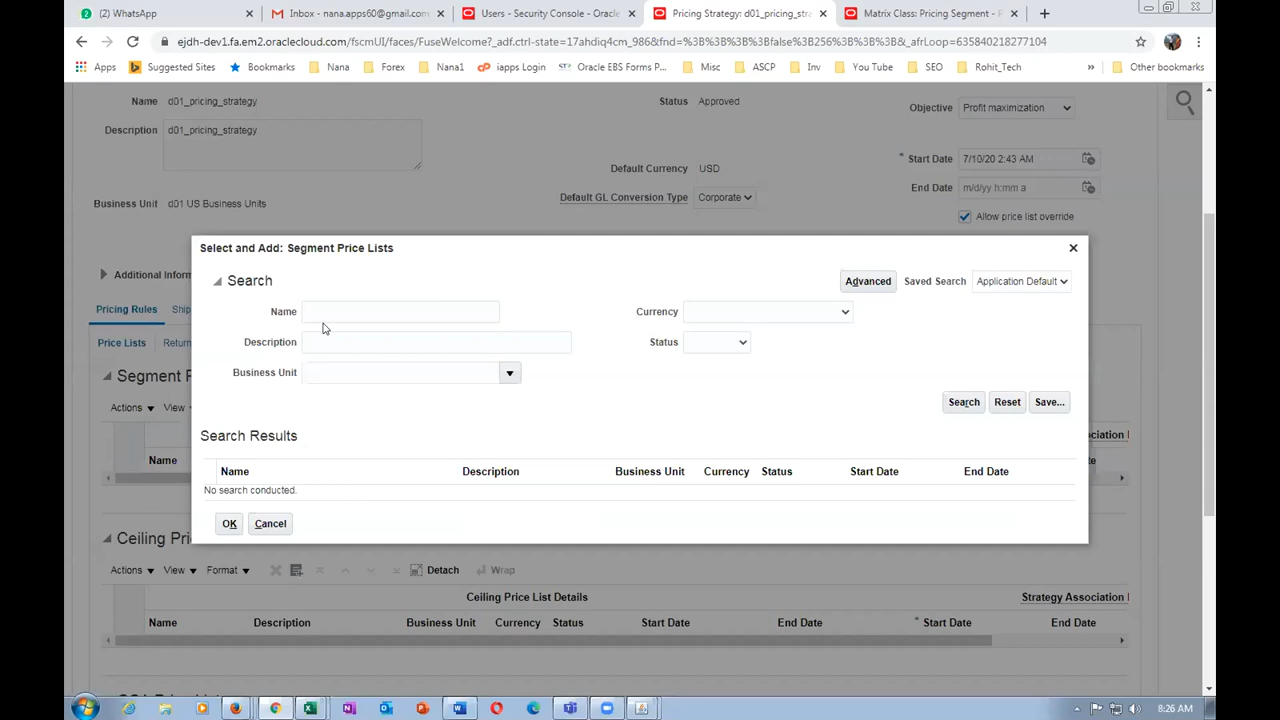 (2) WhatsApp
Inbox - nana.apps60@gmail.com
Users - Security Console - Oracle
Pricing Strategy: d01_pricing_stra
Matrix Class: Pricing Segment - P
ejdh-dev1.fa.em2.oraclecloud.com/fscmUI/faces/FuseWelcome?_adf.ctrl-state=17ahdiq4cm_986&fnd=%3B%3B%3B%3Bfalse%3B256%3B%3B%3B&_afrLoop=635840218277104
Apps Suggested Sites Bookmarks Nana Forex Nana1 iapps Login Oracle EBS Forms P... Misc ASCP Inv You Tube SEO Rohit_Tech » Other bookmarks
Name d01_pricing_strategy Status Approved Objective Profit maximization
Description d01_pricing_strategy
* Start Date 7/10/20 2:43 AM
Default Currency USD
End Date m/d/yy h:mm a
Business Unit d01 US Business Units Default GL Conversion Type Corporate
Allow price list override
Additional Inform
Pricing Rules Ship
Price Lists Return
Segment P
Actions View
ciation
Name
Select and Add: Segment Price Lists
Search Advanced Saved Search Application Default
Name Currency
Description Status
Business Unit
Search Reset Save...
Search Results
Name Description Business Unit Currency Status Start Date End Date
No search conducted.
OK Cancel
Ceiling Pri
Actions View Format Detach Wrap
Ceiling Price List Details Strategy Association
Name Description Business Unit Currency Status Start Date End Date * Start Date End Date
8:26 AM